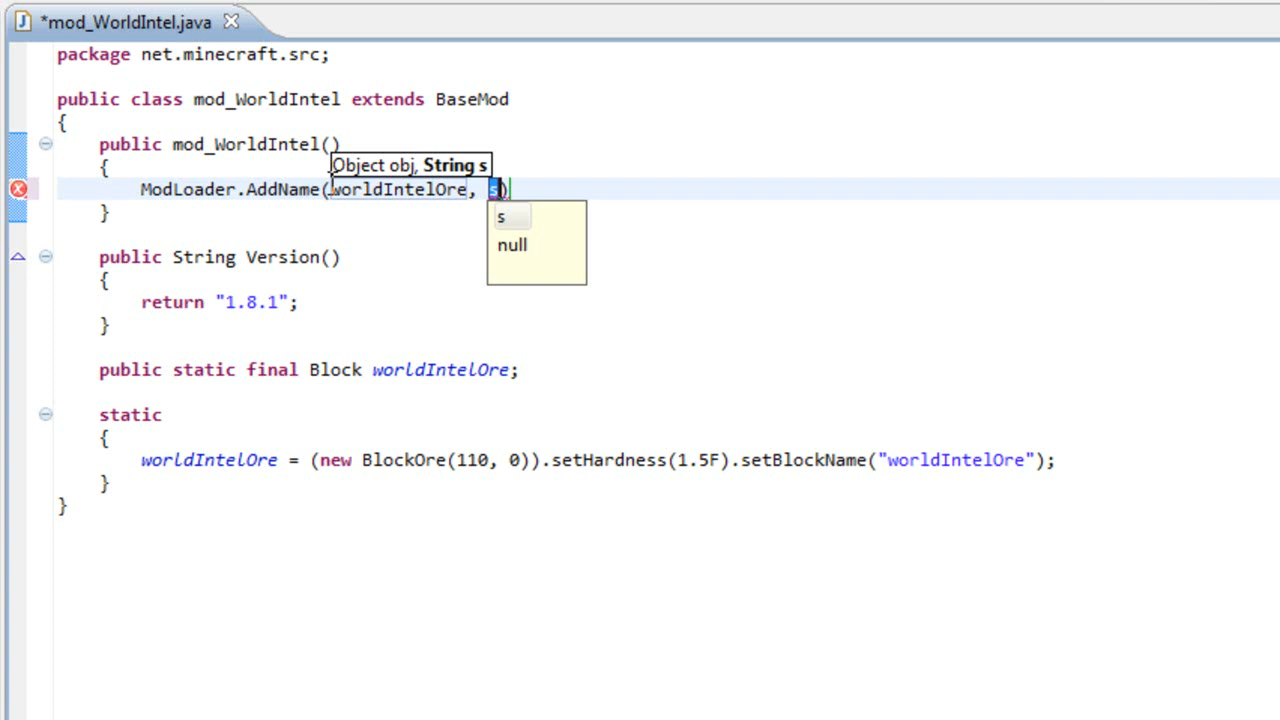 *mod_WorldIntel.java
package net.minecraft.src;
public class mod_WorldIntel extends BaseMod
{
public mod_WorldIntel()
{
Object obj, String s
ModLoader.AddName(worldIntelOre, s)
s
null
}
public String Version()
{
return "1.8.1";
}
public static final Block worldIntelOre;
static
{
worldIntelOre = (new BlockOre(110, 0)).setHardness(1.5F).setBlockName("worldIntelOre");
}
}